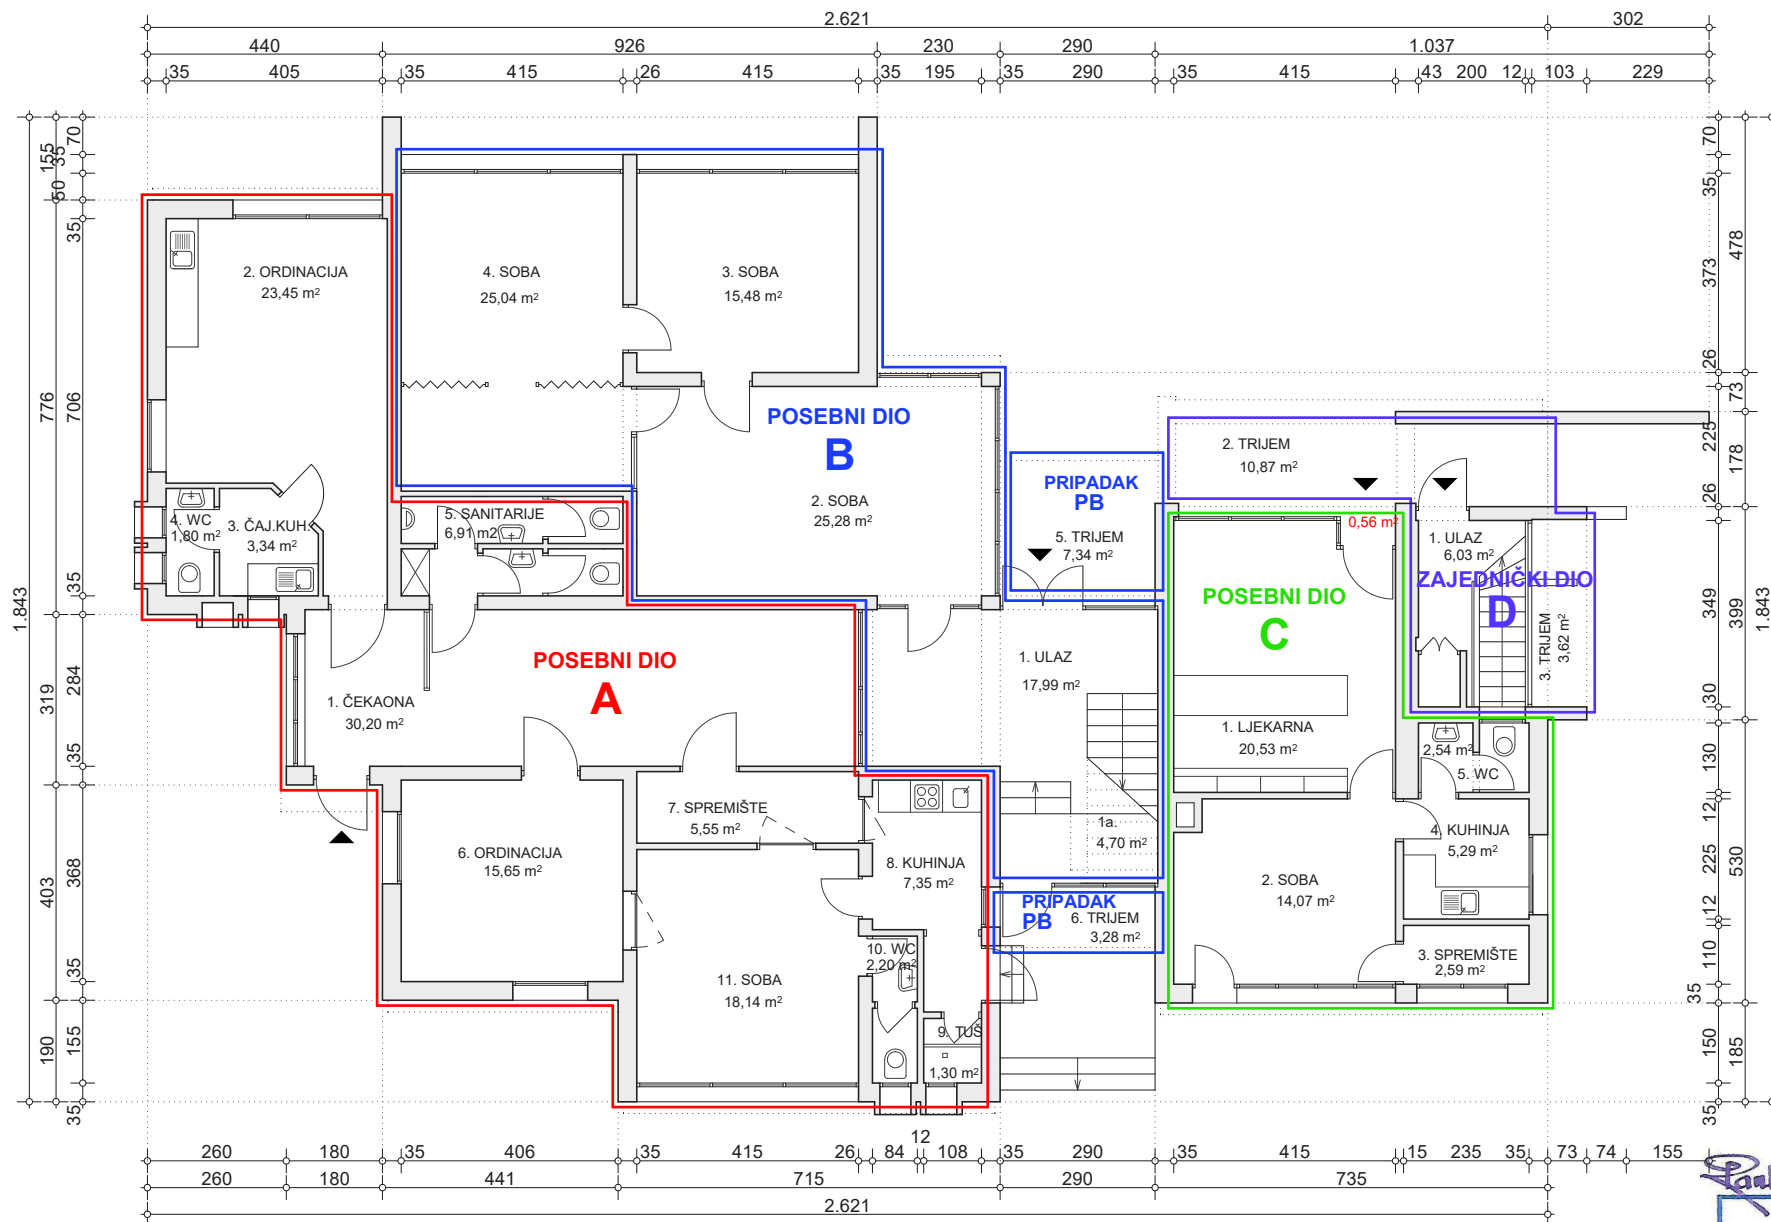 2.621 302
440 926 230 290 1.037
35 405 35 415 26 415 35 195 35 290 35 415 43 200 12 103 229
70
155
35
50
35
776
706
35
1.843
319
284
35
403
368
35
190
155
35
70
35
478
373
26
73
225
178
26
349
399
1.843
30
130
12
225
530
12
110
35
150
185
35
2. ORDINACIJA
23,45 m²
4. SOBA
25,04 m²
3. SOBA
15,48 m²
POSEBNI DIO
B
2. SOBA
25,28 m²
2. TRIJEM
10,87 m²
PRIPADAK
PB
5. TRIJEM
7,34 m²
4. WC
1,80 m²
3. ČAJ.KUH.
3,34 m²
5. SANITARIJE
6,91 m2
0,56 m²
1. ULAZ
6,03 m²
ZAJEDNIČKI DIO
D
3. TRIJEM
3,62 m²
POSEBNI DIO
C
POSEBNI DIO
A
1. ČEKAONA
30,20 m²
1. ULAZ
17,99 m²
1. LJEKARNA
20,53 m²
2,54 m²
5. WC
7. SPREMIŠTE
5,55 m²
1a.
4,70 m²
4. KUHINJA
5,29 m²
6. ORDINACIJA
15,65 m²
8. KUHINJA
7,35 m²
2. SOBA
14,07 m²
PRIPADAK
PB
6. TRIJEM
3,28 m²
10. WC
2,20 m²
3. SPREMIŠTE
2,59 m²
11. SOBA
18,14 m²
9. TUŠ
1,30 m²
12
260 180 35 406 35 415 26 84 108 35 290 35 415 15 235 35 73 74 155
260 180 441 715 290 735
2.621